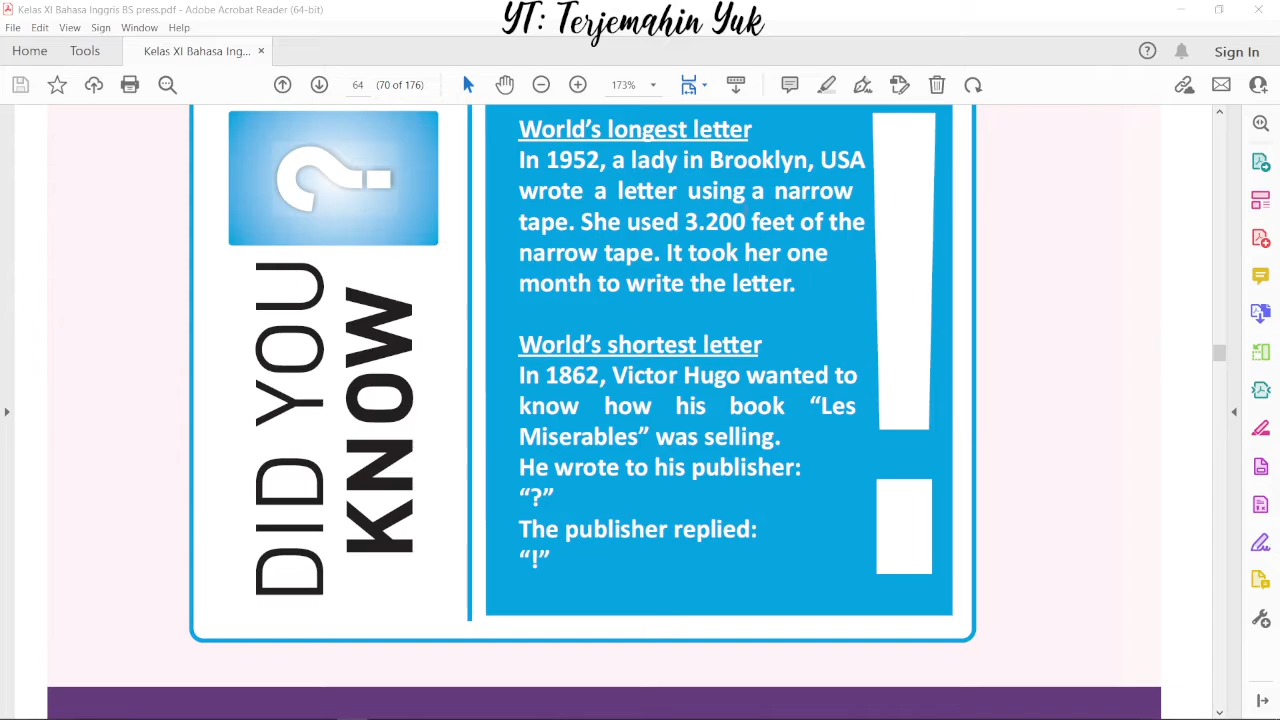 Kelas XI Bahasa Inggris BS press.pdf - Adobe Acrobat Reader (64-bit)
YT: Terjemahin Yuk
File Edit View Sign Window Help
Home Tools Kelas XI Bahasa Ing... × Sign In
64 (70 of 176) 173%
DID YOU
KNOW
?
World's longest letter
In 1952, a lady in Brooklyn, USA
wrote a letter using a narrow
tape. She used 3.200 feet of the
narrow tape. It took her one
month to write the letter.
World's shortest letter
In 1862, Victor Hugo wanted to
know how his book “Les
Miserables” was selling.
He wrote to his publisher:
“?”
The publisher replied:
“!”
!